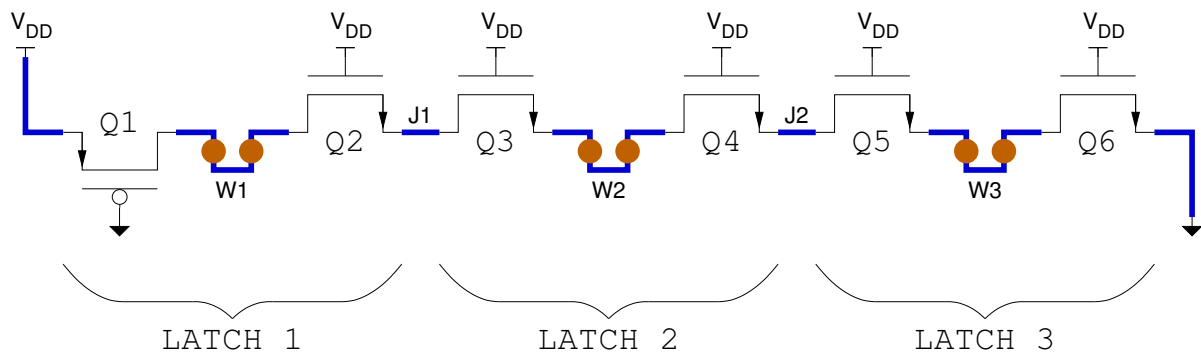 VDD VDD VDD VDD VDD VDD
Q1 Q2 J1 Q3 Q4 J2 Q5 Q6
W1 W2 W3
LATCH 1 LATCH 2 LATCH 3